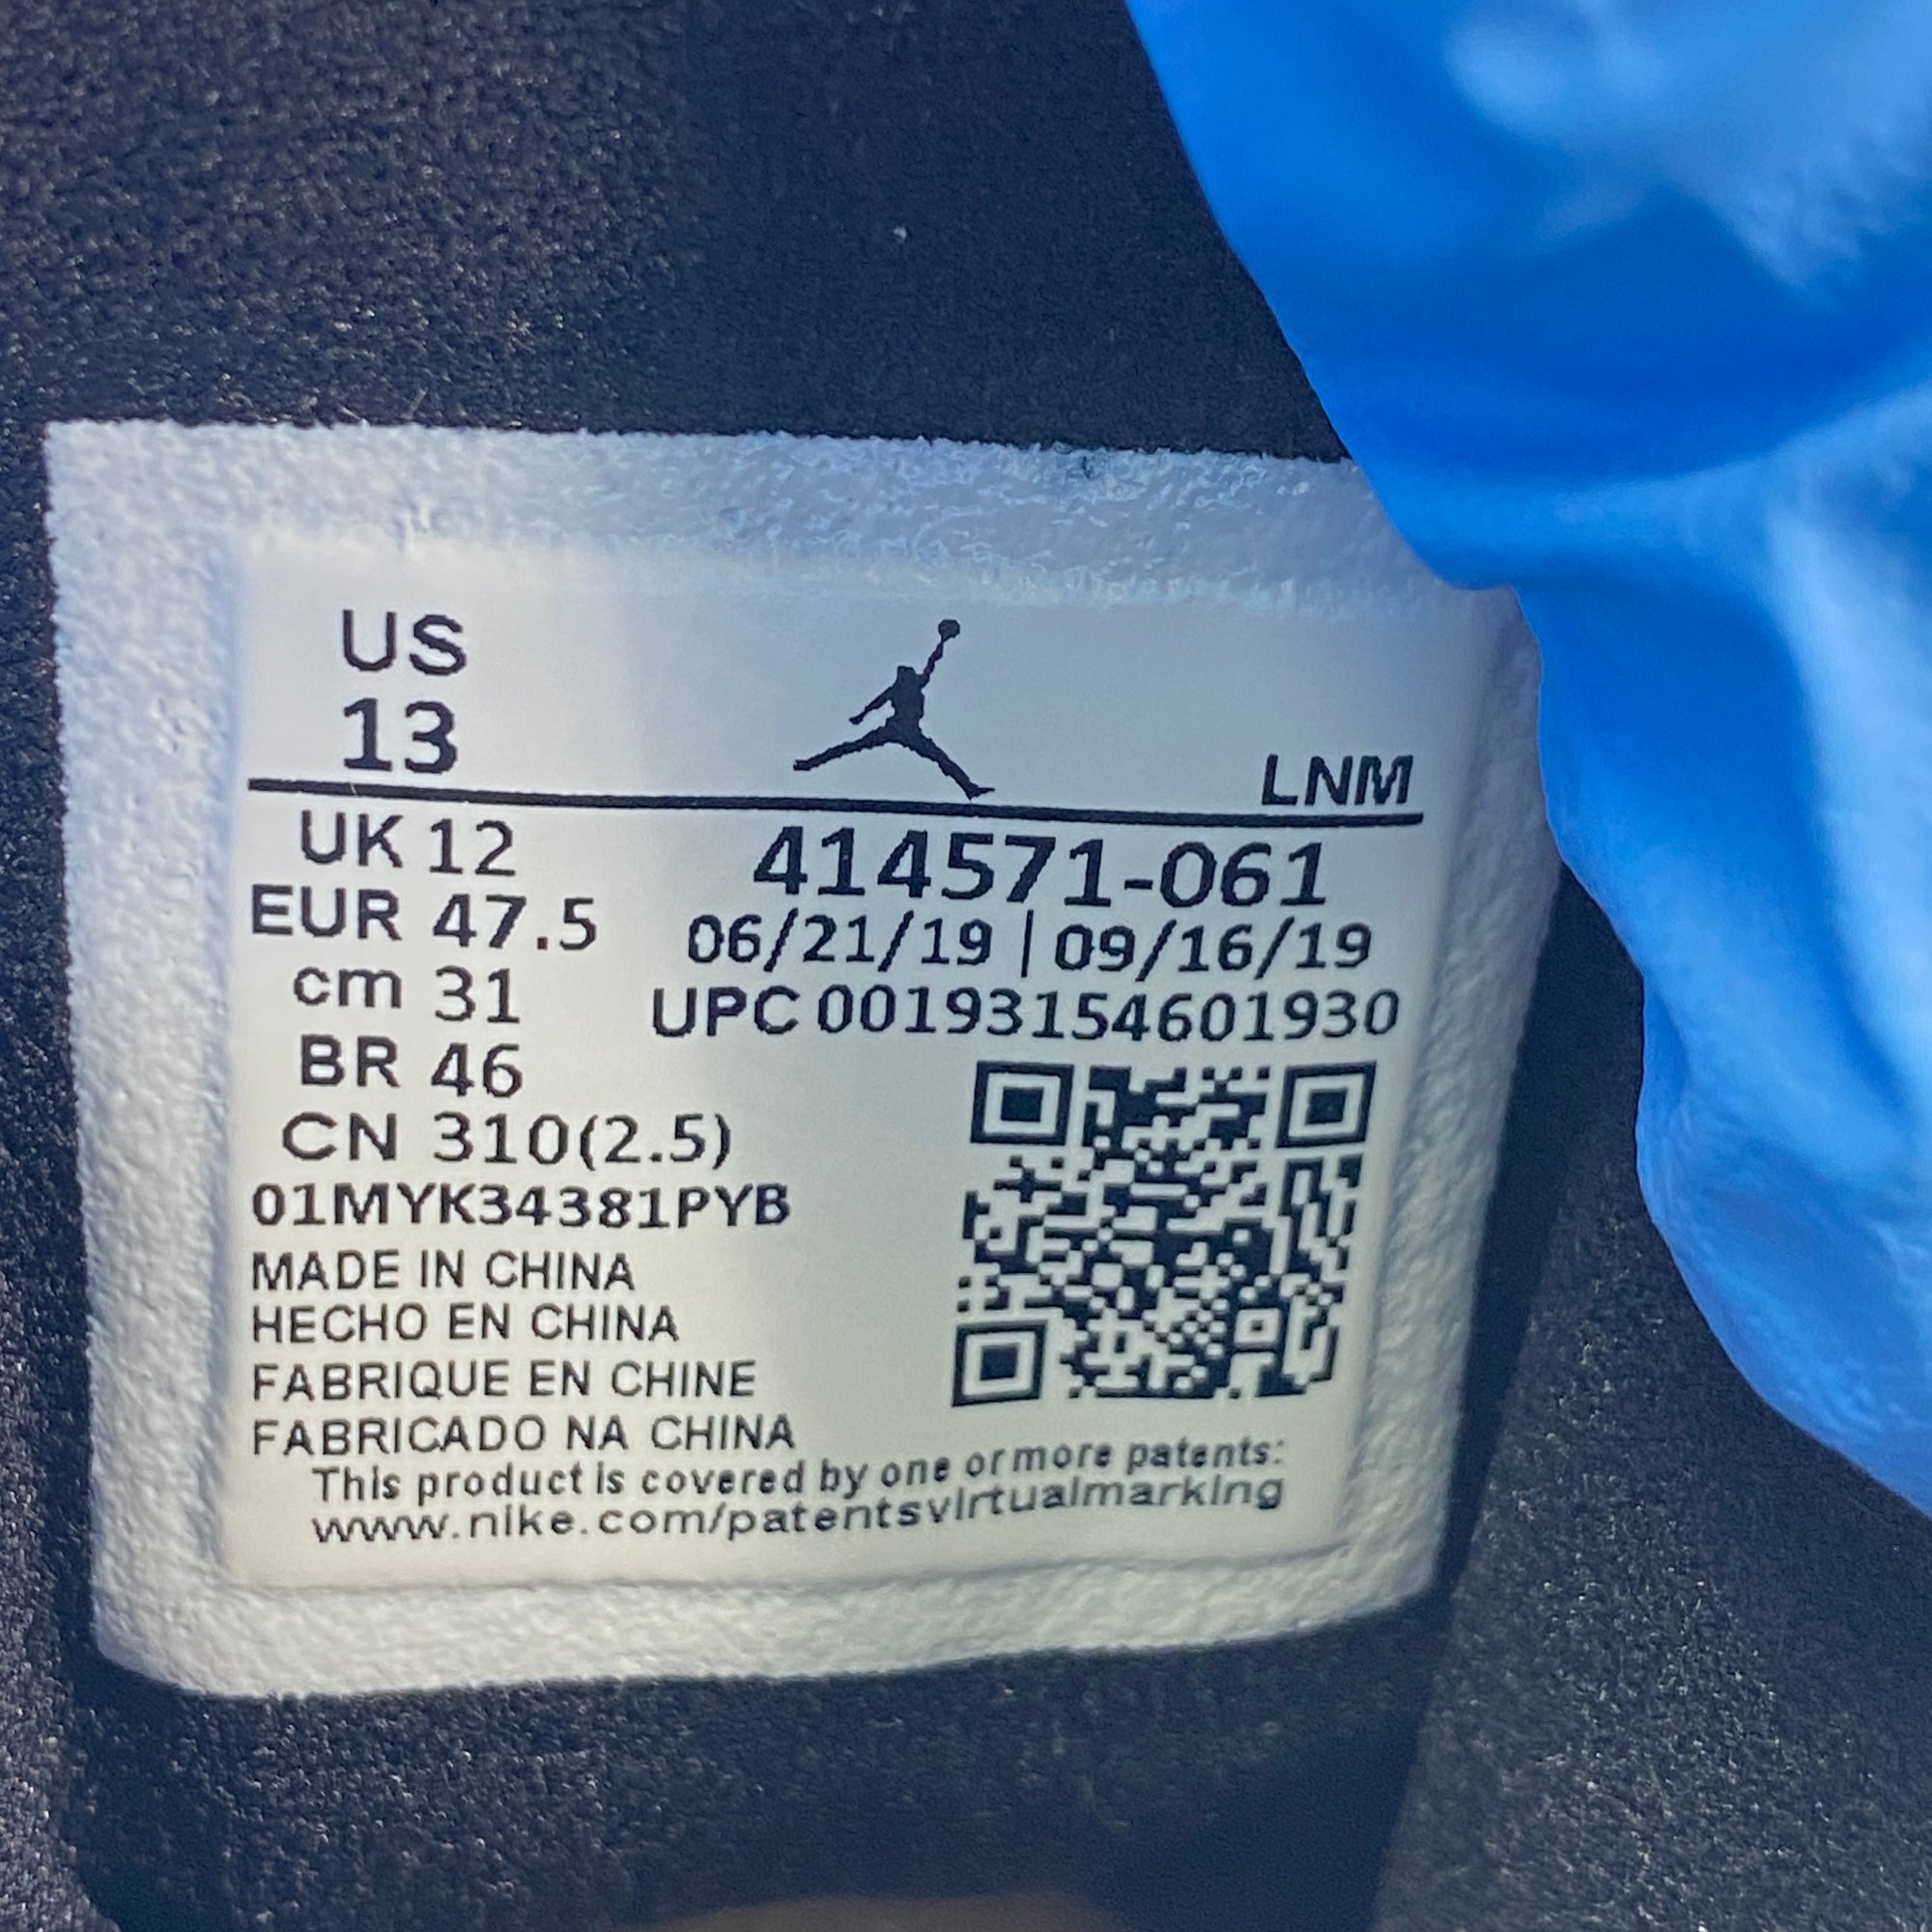 US
13
LNM
UK 12
414571-061
EUR 47.5
06/21/19 | 09/16/19
cm 31
UPC 00193154601930
BR 46
CN 310(2.5)
01MYK34381PYB
MADE IN CHINA
HECHO EN CHINA
FABRIQUE EN CHINE
FABRICADO NA CHINA
This product is covered by one or more patents:
www.nike.com/patentsvirtualmarking